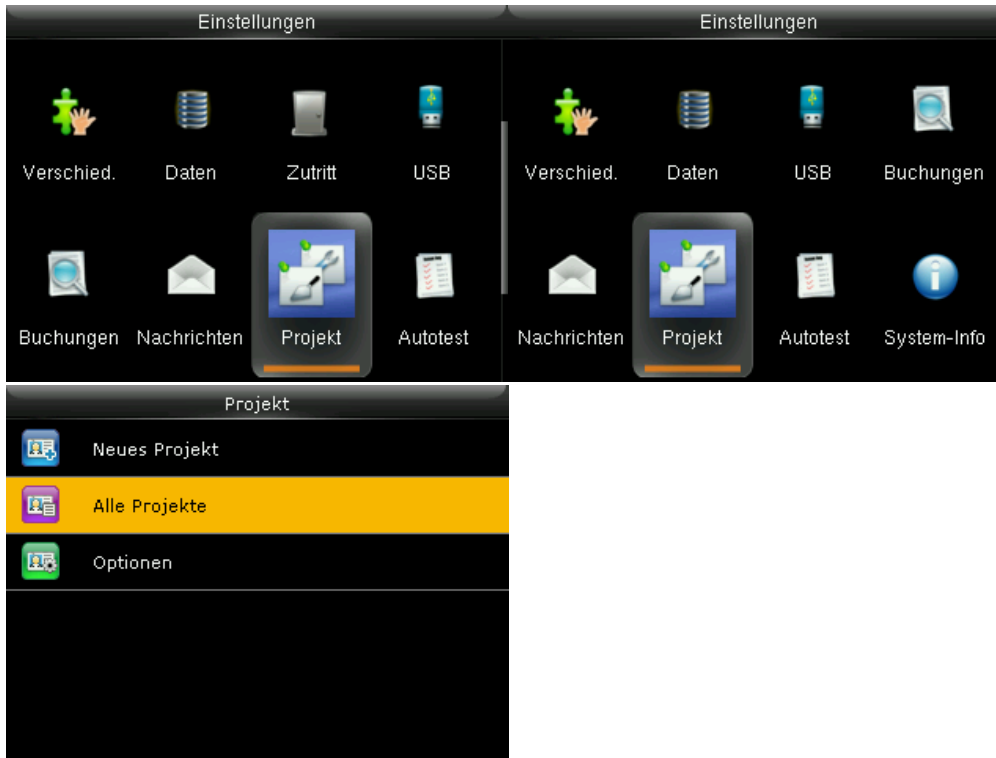 Einstellungen
Verschied. Daten Zutritt USB
Buchungen Nachrichten Projekt Autotest
Einstellungen
Verschied. Daten USB Buchungen
Nachrichten Projekt Autotest System-Info
Projekt
Neues Projekt
Alle Projekte
Optionen